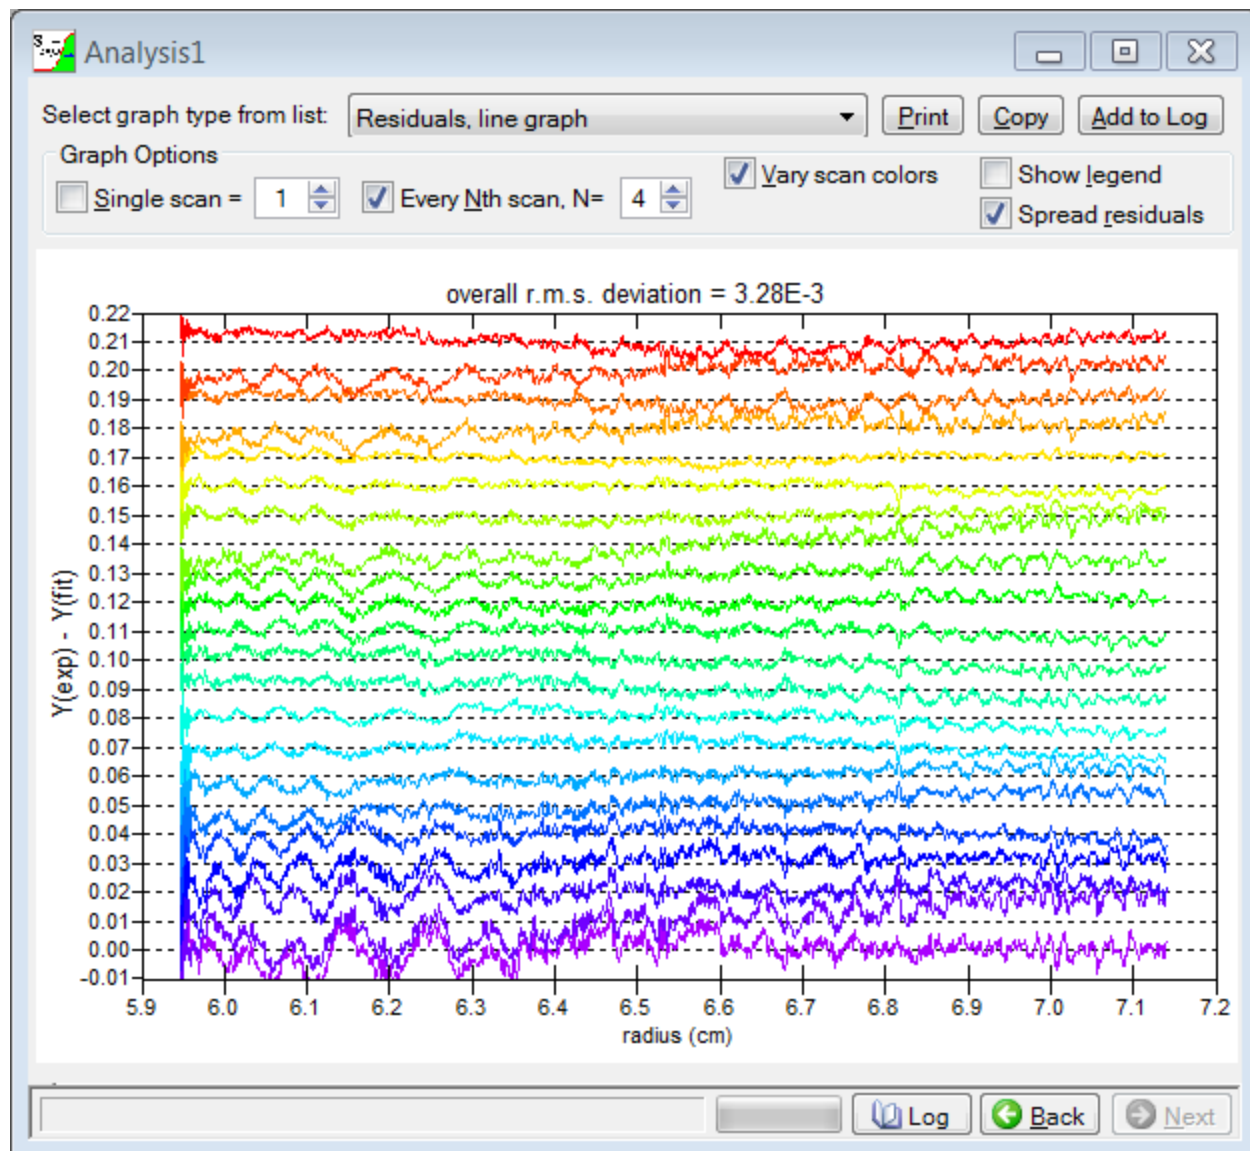 Analysis1
Select graph type from list: Residuals, line graph Print Copy Add to Log
Graph Options
Single scan = 1 Every Nth scan, N= 4 Vary scan colors Show legend
Spread residuals
overall r.m.s. deviation = 3.28E-3
Y(exp) - Y(fit)
0.22
0.21
0.20
0.19
0.18
0.17
0.16
0.15
0.14
0.13
0.12
0.11
0.10
0.09
0.08
0.07
0.06
0.05
0.04
0.03
0.02
0.01
0.00
-0.01
5.9 6.0 6.1 6.2 6.3 6.4 6.5 6.6 6.7 6.8 6.9 7.0 7.1 7.2
radius (cm)
Log Back Next